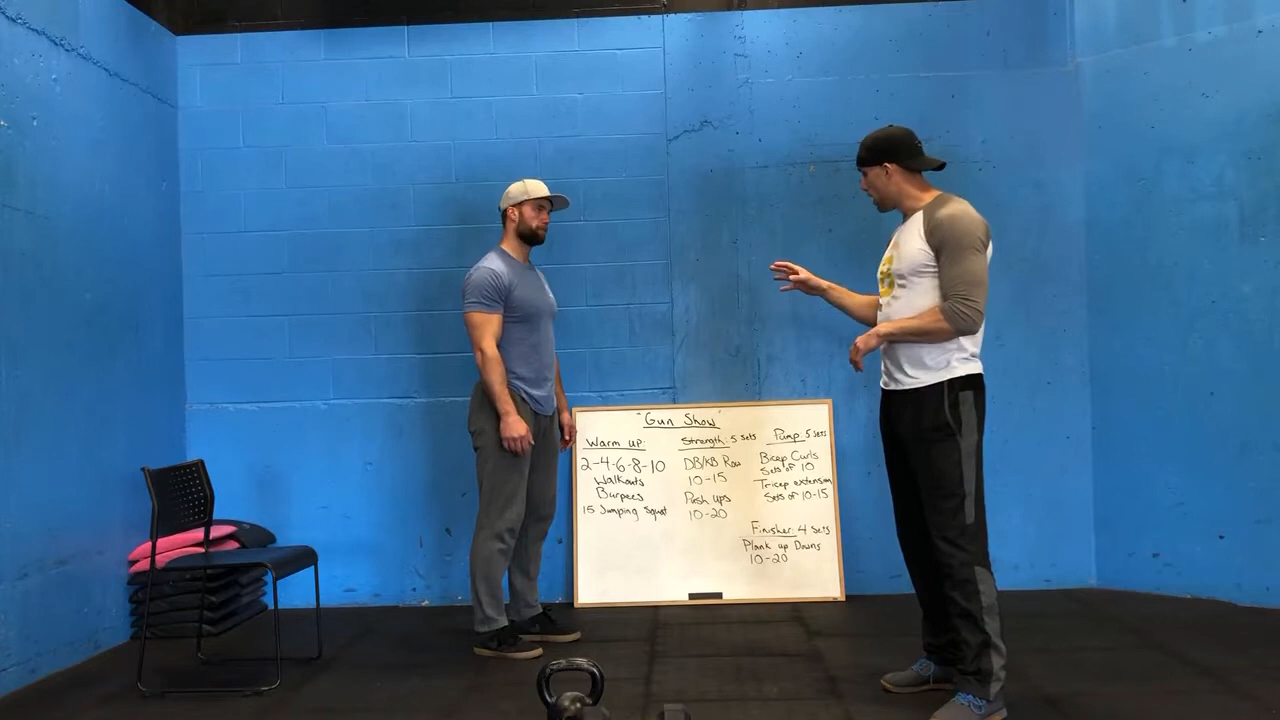 "Gun Show"
Warm up:
2-4-6-8-10
Walkouts
Burpees
15 Jumping Squat
Strength: 5 sets
DB/KB Row
10-15
Push ups
10-20
Pump: 5 sets
Bicep Curls
Sets of 10
Tricep extension
Sets of 10-15
Finisher: 4 sets
Plank up Downs
10-20